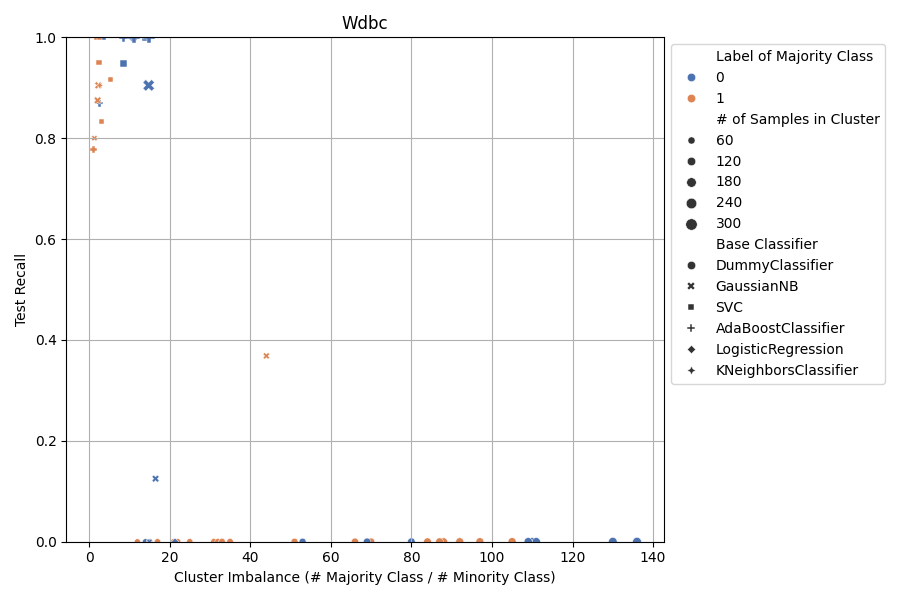 Wdbc
1.0
0.8
0.6
0.4
0.2
0.0
Test Recall
0 20 40 60 80 100 120 140
Cluster Imbalance (# Majority Class / # Minority Class)
Label of Majority Class
0
1
# of Samples in Cluster
60
120
180
240
300
Base Classifier
DummyClassifier
GaussianNB
SVC
AdaBoostClassifier
LogisticRegression
KNeighborsClassifier